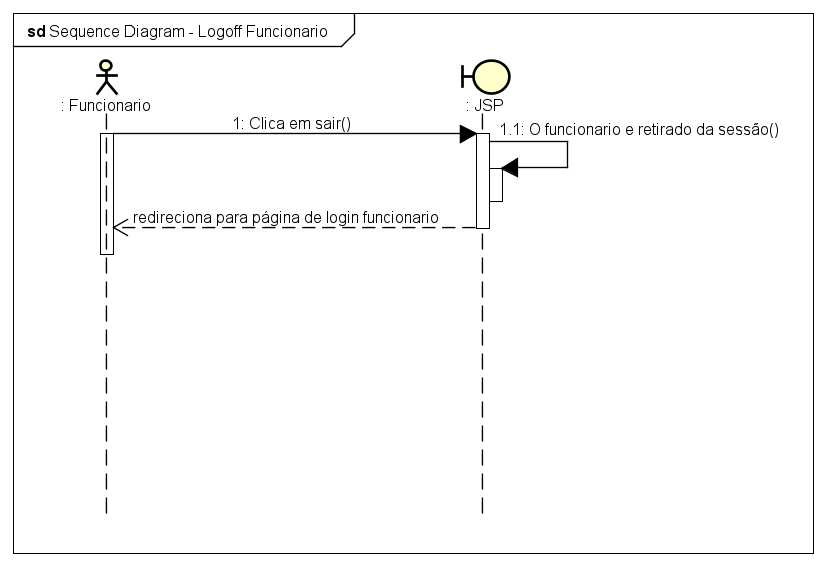 sd Sequence Diagram - Logoff Funcionario
: Funcionario
: JSP
1: Clica em sair()
1.1: O funcionario e retirado da sessão()
redireciona para página de login funcionario